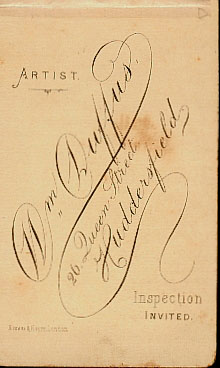 ARTIST.
Wm Duffus.
26. Queen Street
Huddersfield
Inspection
INVITED.